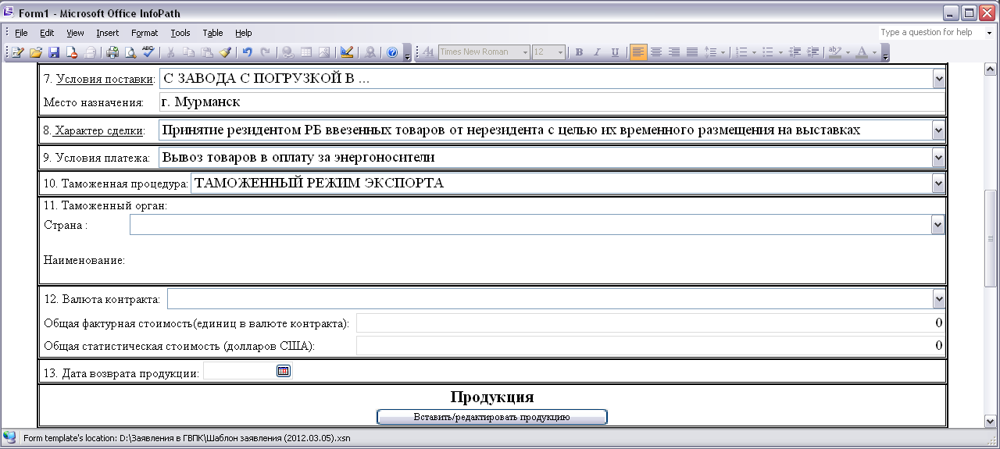 Form1 - Microsoft Office InfoPath
File Edit View Insert Format Tools Table Help
Type a question for help
Times New Roman 12 B I U
7. Условия поставки: С ЗАВОДА С ПОГРУЗКОЙ В ...
Место назначения: г. Мурманск
8. Характер сделки: Принятие резидентом РБ ввезенных товаров от нерезидента с целью их временного размещения на выставках
9. Условия платежа: Вывоз товаров в оплату за энергоносители
10. Таможенная процедура: ТАМОЖЕННЫЙ РЕЖИМ ЭКСПОРТА
11. Таможенный орган:
Страна :
Наименование:
12. Валюта контракта:
Общая фактурная стоимость(единиц в валюте контракта): 0
Общая статистическая стоимость (долларов США): 0
13. Дата возврата продукции:
Продукция
Вставить/редактировать продукцию
Form template's location: D:\Заявления в ГВПК\Шаблон заявления (2012.03.05).xsn